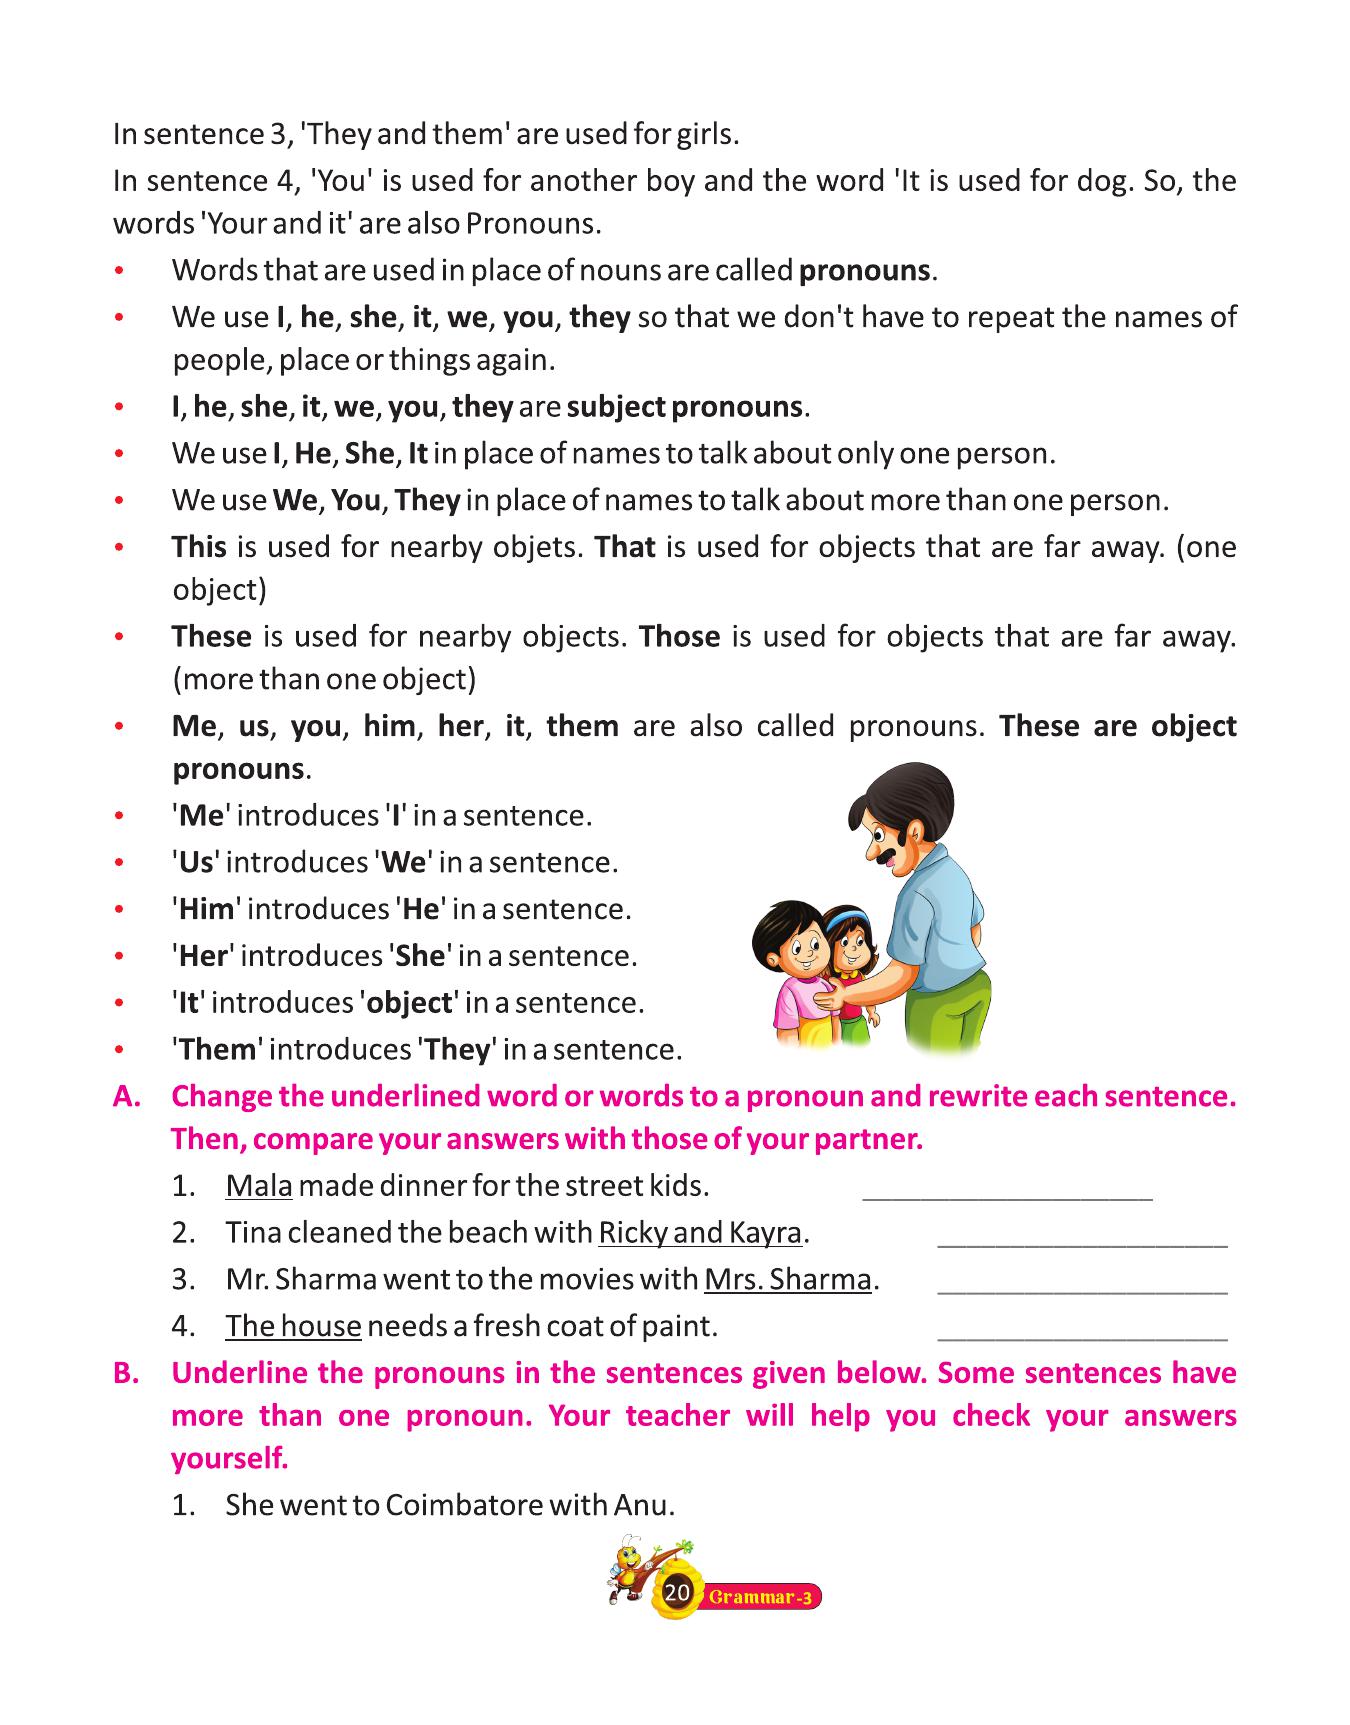 In sentence 3, 'They and them' are used for girls.
In sentence 4, 'You' is used for another boy and the word 'It is used for dog. So, the
words 'Your and it' are also Pronouns.
• Words that are used in place of nouns are called pronouns.
• We use I, he, she, it, we, you, they so that we don't have to repeat the names of
people, place or things again.
• I, he, she, it, we, you, they are subject pronouns.
• We use I, He, She, It in place of names to talk about only one person.
• We use We, You, They in place of names to talk about more than one person.
• This is used for nearby objets. That is used for objects that are far away. (one
object)
• These is used for nearby objects. Those is used for objects that are far away.
(more than one object)
• Me, us, you, him, her, it, them are also called pronouns. These are object
pronouns.
• 'Me' introduces 'I' in a sentence.
• 'Us' introduces 'We' in a sentence.
• 'Him' introduces 'He' in a sentence.
• 'Her' introduces 'She' in a sentence.
• 'It' introduces 'object' in a sentence.
• 'Them' introduces 'They' in a sentence.
A. Change the underlined word or words to a pronoun and rewrite each sentence.
Then, compare your answers with those of your partner.
1. Mala made dinner for the street kids. ____________________
2. Tina cleaned the beach with Ricky and Kayra. ____________________
3. Mr. Sharma went to the movies with Mrs. Sharma. ____________________
4. The house needs a fresh coat of paint. ____________________
B. Underline the pronouns in the sentences given below. Some sentences have
more than one pronoun. Your teacher will help you check your answers
yourself.
1. She went to Coimbatore with Anu.
20 Grammar-3